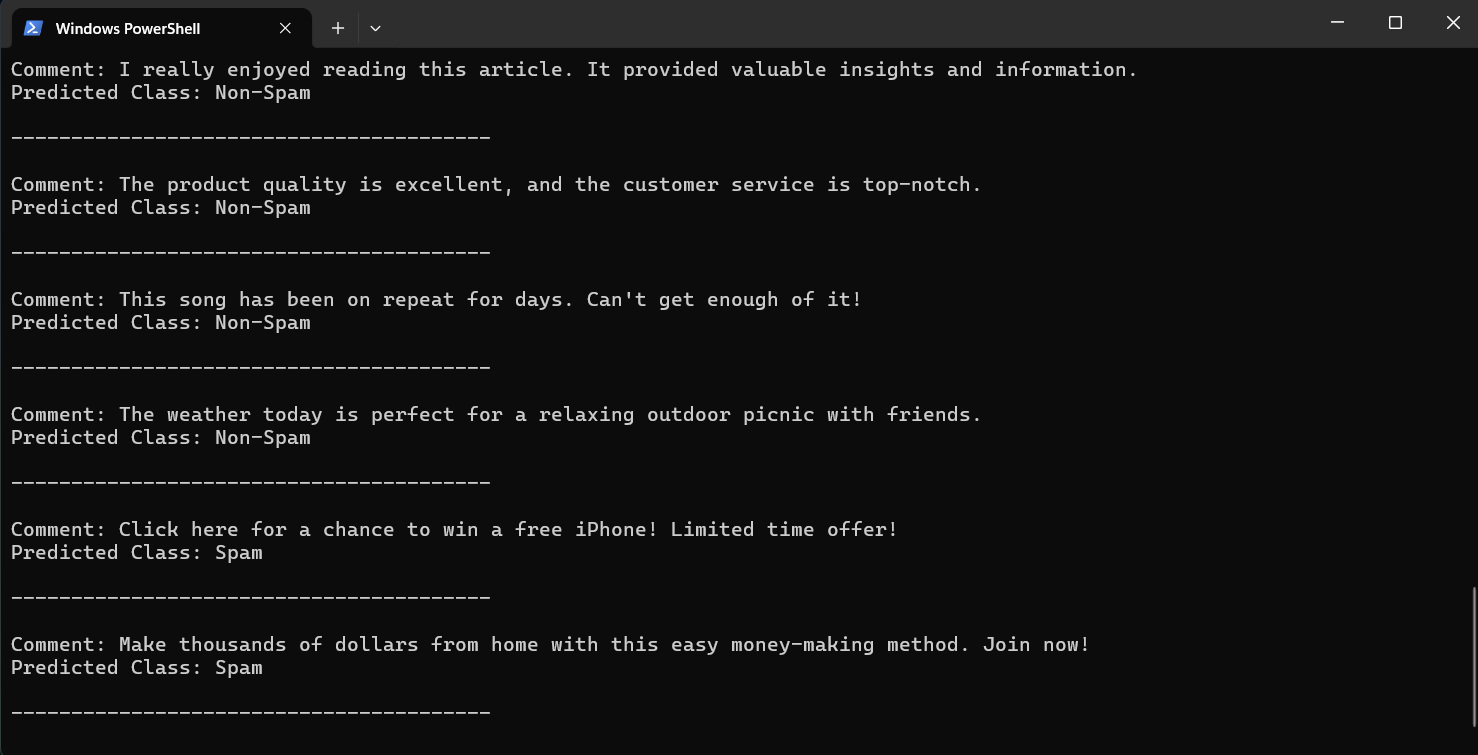 Windows PowerShell
Comment: I really enjoyed reading this article. It provided valuable insights and information.
Predicted Class: Non-Spam
----------------------------------------
Comment: The product quality is excellent, and the customer service is top-notch.
Predicted Class: Non-Spam
----------------------------------------
Comment: This song has been on repeat for days. Can't get enough of it!
Predicted Class: Non-Spam
----------------------------------------
Comment: The weather today is perfect for a relaxing outdoor picnic with friends.
Predicted Class: Non-Spam
----------------------------------------
Comment: Click here for a chance to win a free iPhone! Limited time offer!
Predicted Class: Spam
----------------------------------------
Comment: Make thousands of dollars from home with this easy money-making method. Join now!
Predicted Class: Spam
----------------------------------------